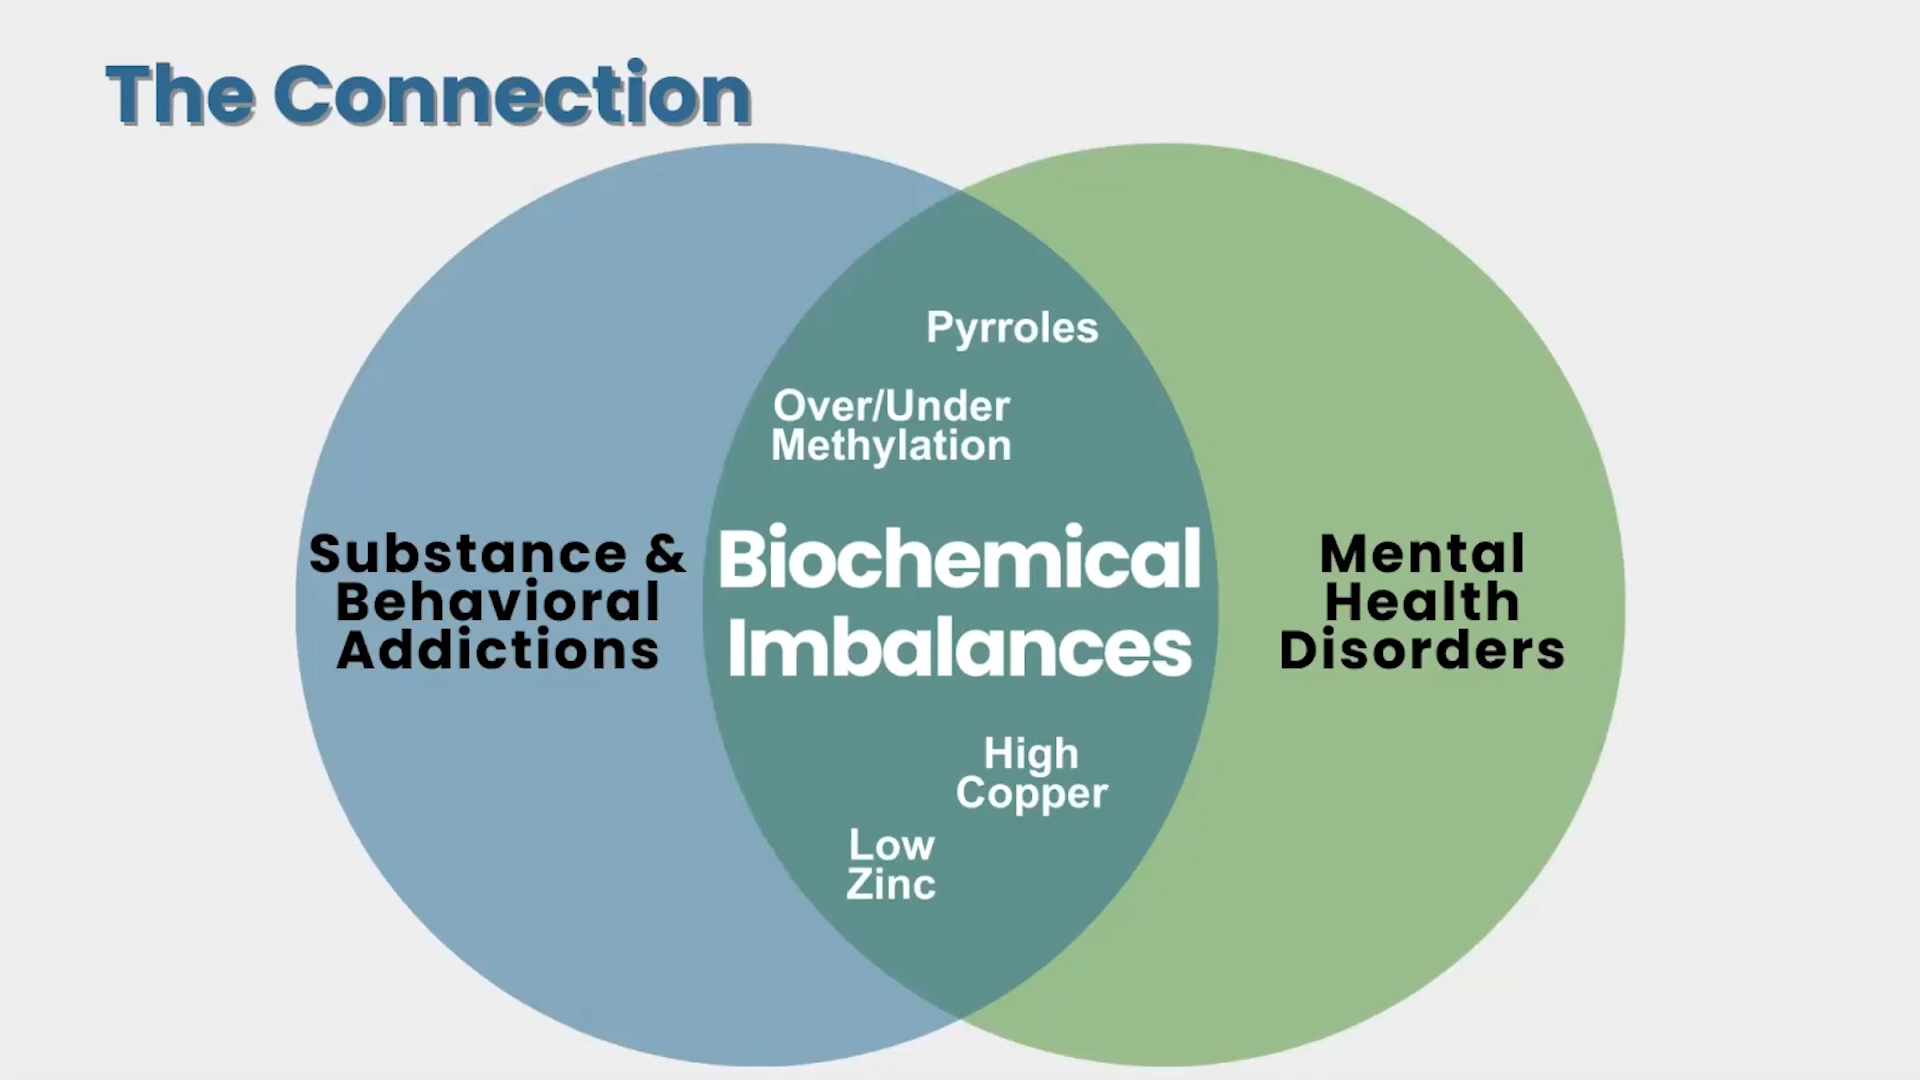 The Connection
Pyrroles
Over/Under
Methylation
Substance &
Behavioral
Addictions
Biochemical
Imbalances
Mental
Health
Disorders
High
Copper
Low
Zinc